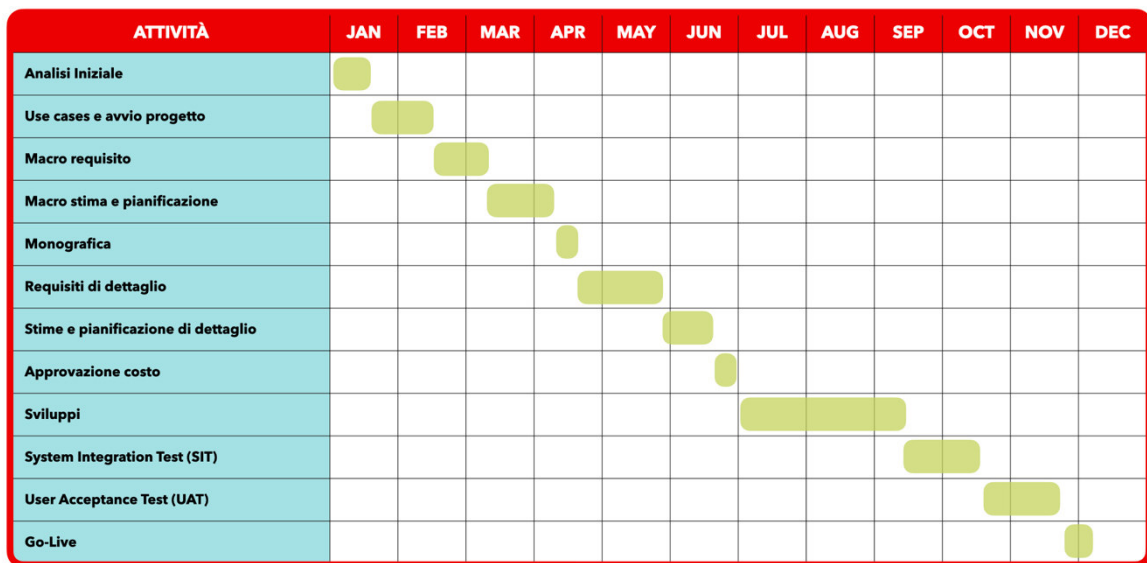 ATTIVITÀ JAN FEB MAR APR MAY JUN JUL AUG SEP OCT NOV DEC
Analisi Iniziale
Use cases e avvio progetto
Macro requisito
Macro stima e pianificazione
Monografica
Requisiti di dettaglio
Stime e pianificazione di dettaglio
Approvazione costo
Sviluppi
System Integration Test (SIT)
User Acceptance Test (UAT)
Go-Live